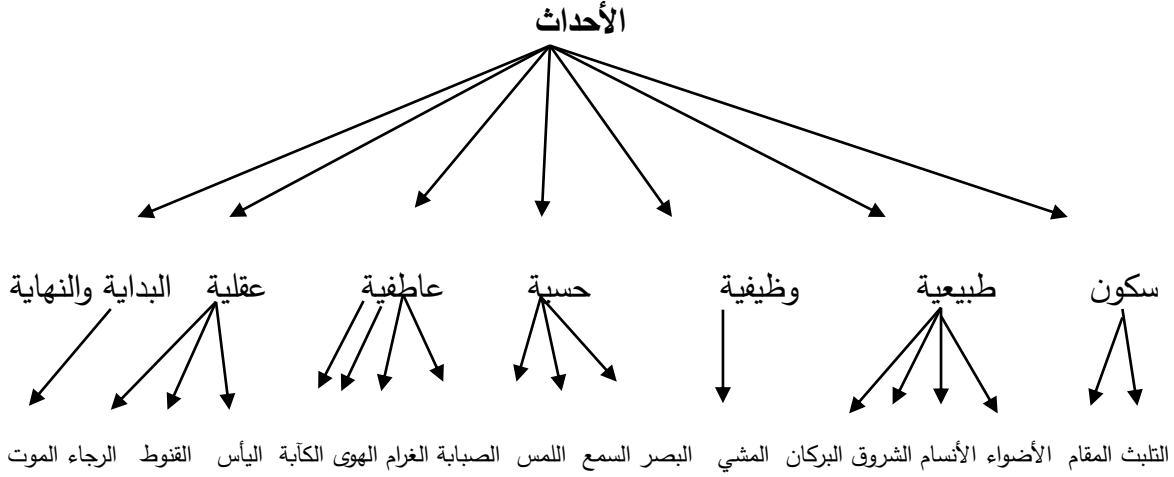 الأحداث
سكون طبيعية وظيفية حسية عاطفية عقلية البداية والنهاية
التلبث المقام الأضواء الأنسام الشروق البركان المشي البصر السمع اللمس الصبابة الغرام الهوى الكآبة اليأس القنوط الرجاء الموت